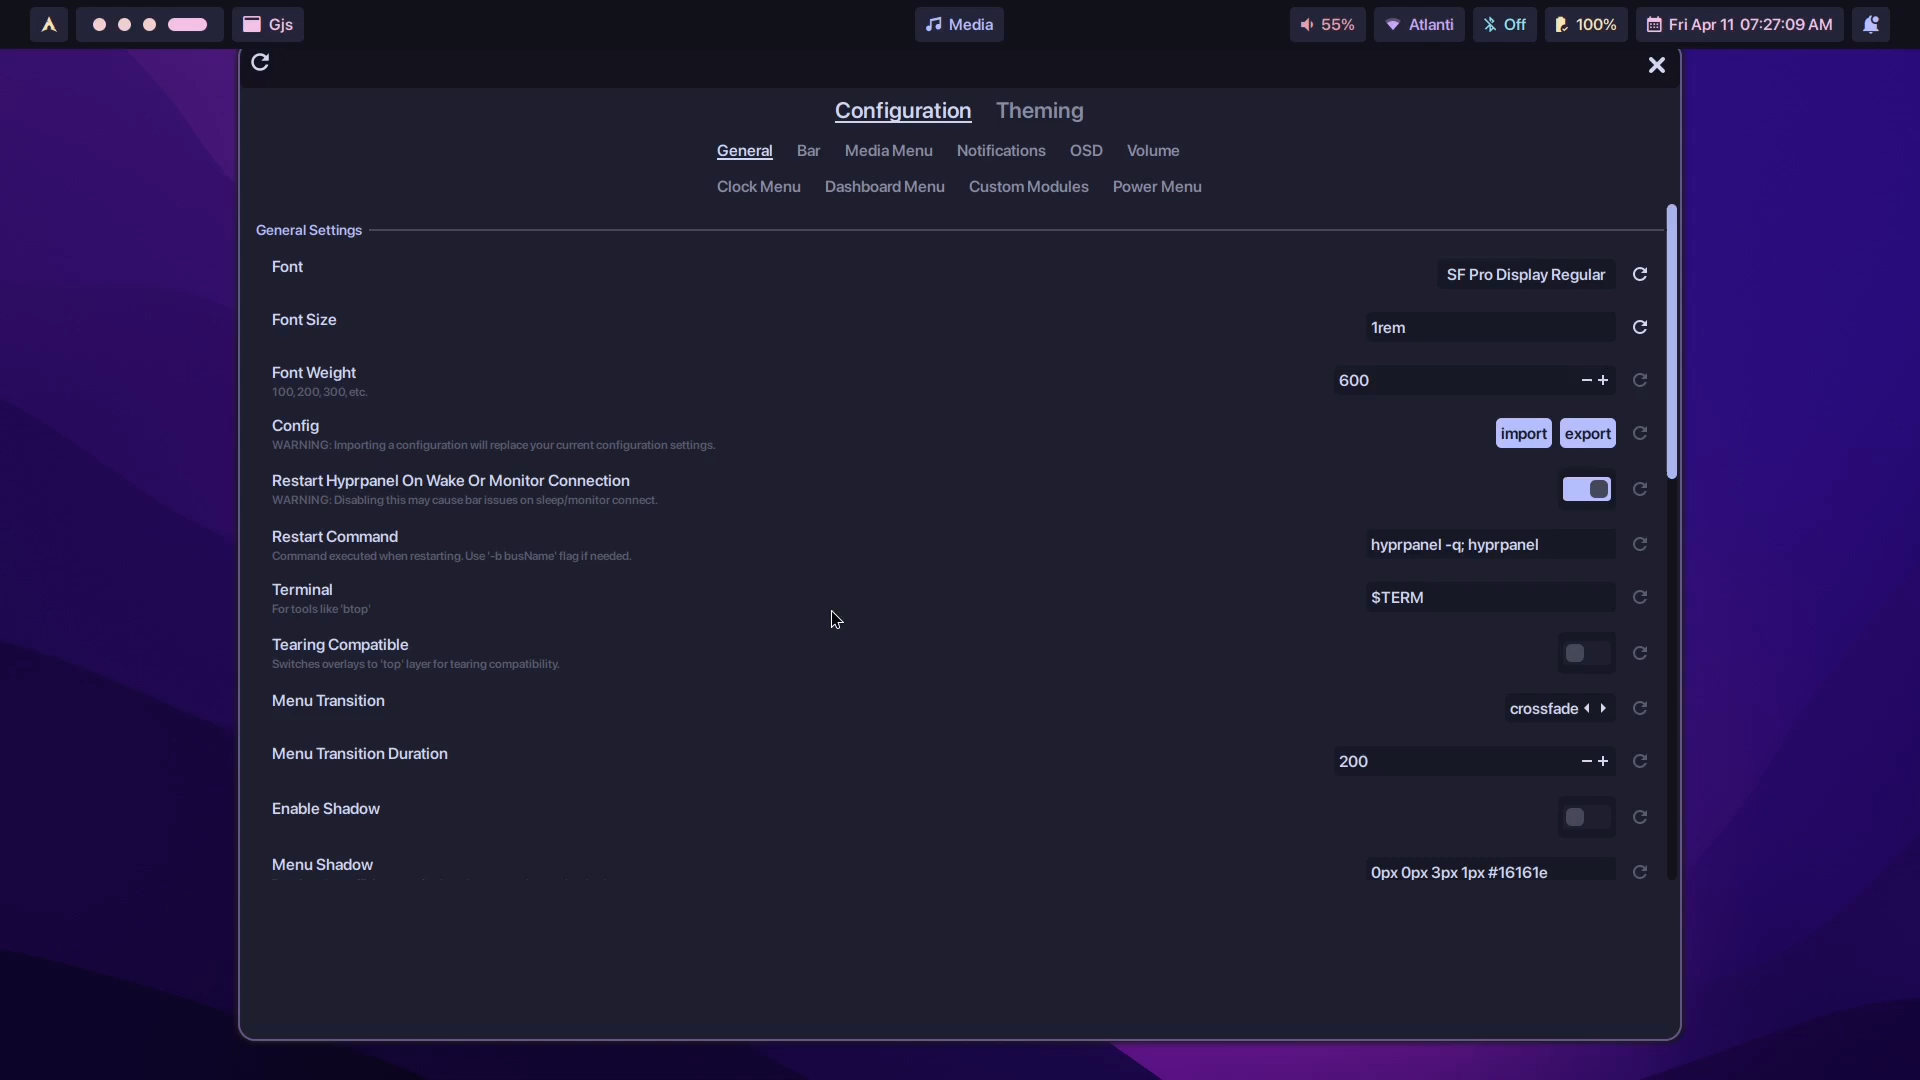 Gjs
Media
55%
Atlanti
Off
100%
Fri Apr 11 07:27:09 AM
Configuration
Theming
General
Bar
Media Menu
Notifications
OSD
Volume
Clock Menu
Dashboard Menu
Custom Modules
Power Menu
General Settings
Font
SF Pro Display Regular
Font Size
1rem
Font Weight
100, 200, 300, etc.
600
Config
WARNING: Importing a configuration will replace your current configuration settings.
import
export
Restart Hyprpanel On Wake Or Monitor Connection
WARNING: Disabling this may cause bar issues on sleep/monitor connect.
Restart Command
Command executed when restarting. Use '-b busName' flag if needed.
hyprpanel -q; hyprpanel
Terminal
For tools like 'btop'
$TERM
Tearing Compatible
Switches overlays to 'top' layer for tearing compatibility.
Menu Transition
crossfade
Menu Transition Duration
200
Enable Shadow
Menu Shadow
0px 0px 3px 1px #16161e